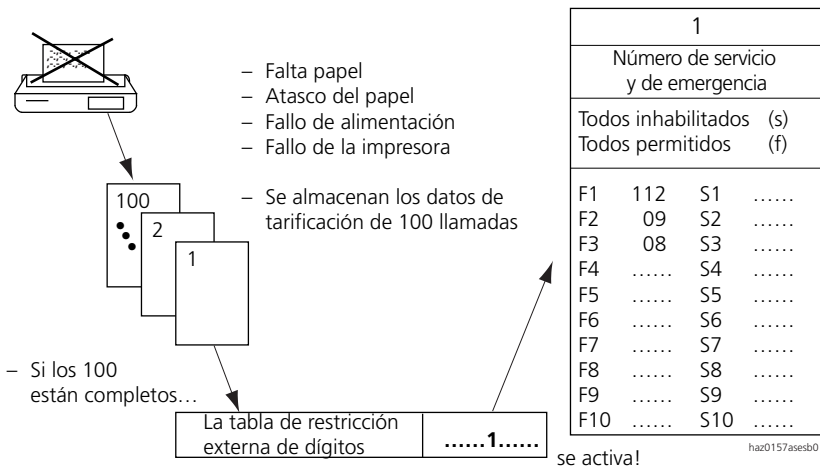 – Falta papel
– Atasco del papel
– Fallo de alimentación
– Fallo de la impresora
– Se almacenan los datos de
tarificación de 100 llamadas
100
2
1
– Si los 100
están completos…
La tabla de restricción
externa de dígitos
......1......
se activa!
1
Número de servicio
y de emergencia
Todos inhabilitados (s)
Todos permitidos (f)
F1 112 S1 ......
F2 09 S2 ......
F3 08 S3 ......
F4 ...... S4 ......
F5 ...... S5 ......
F6 ...... S6 ......
F7 ...... S7 ......
F8 ...... S8 ......
F9 ...... S9 ......
F10 ...... S10 ......
haz0157asesb0